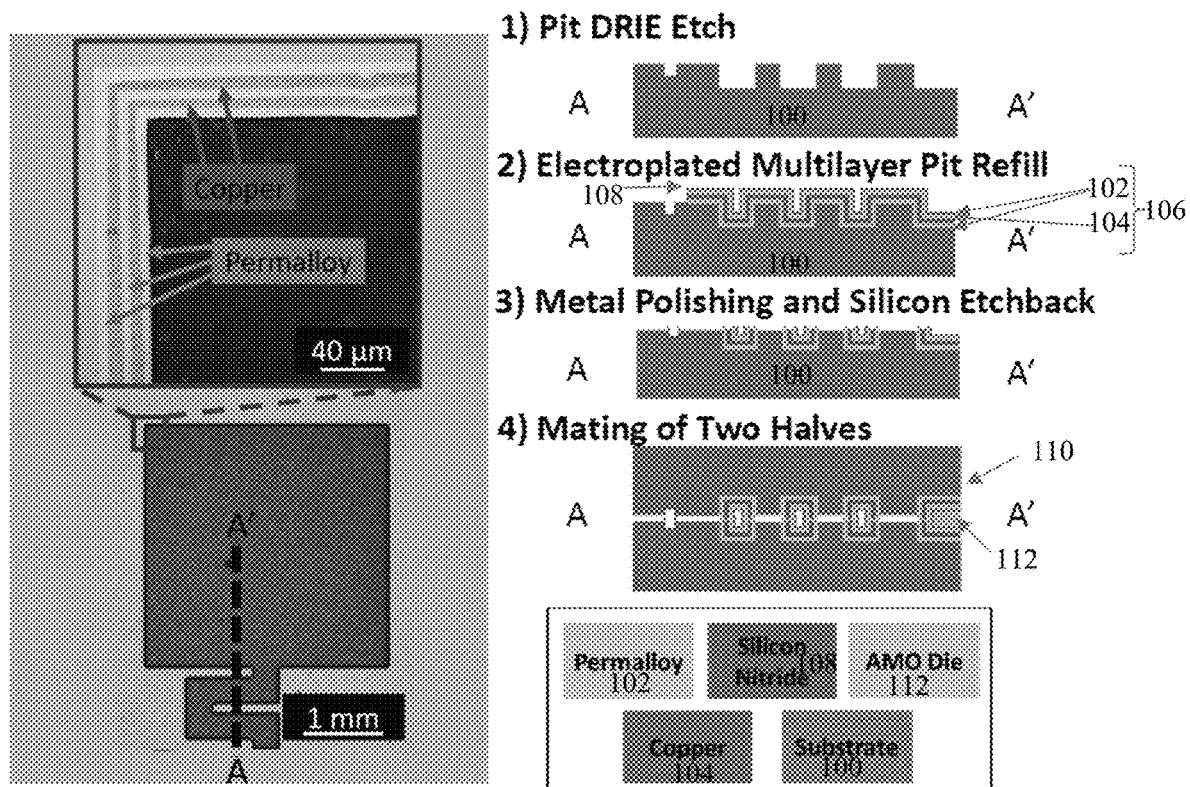 Copper
Permalloy
40 µm
A'
1 mm
A
1) Pit DRIE Etch
A
100
A'
2) Electroplated Multilayer Pit Refill
108
102
104
106
A
100
A'
3) Metal Polishing and Silicon Etchback
A
100
A'
4) Mating of Two Halves
110
A
A'
112
Permalloy
102
Silicon
Nitride 108
AMO Die
112
Copper
104
Substrate
100